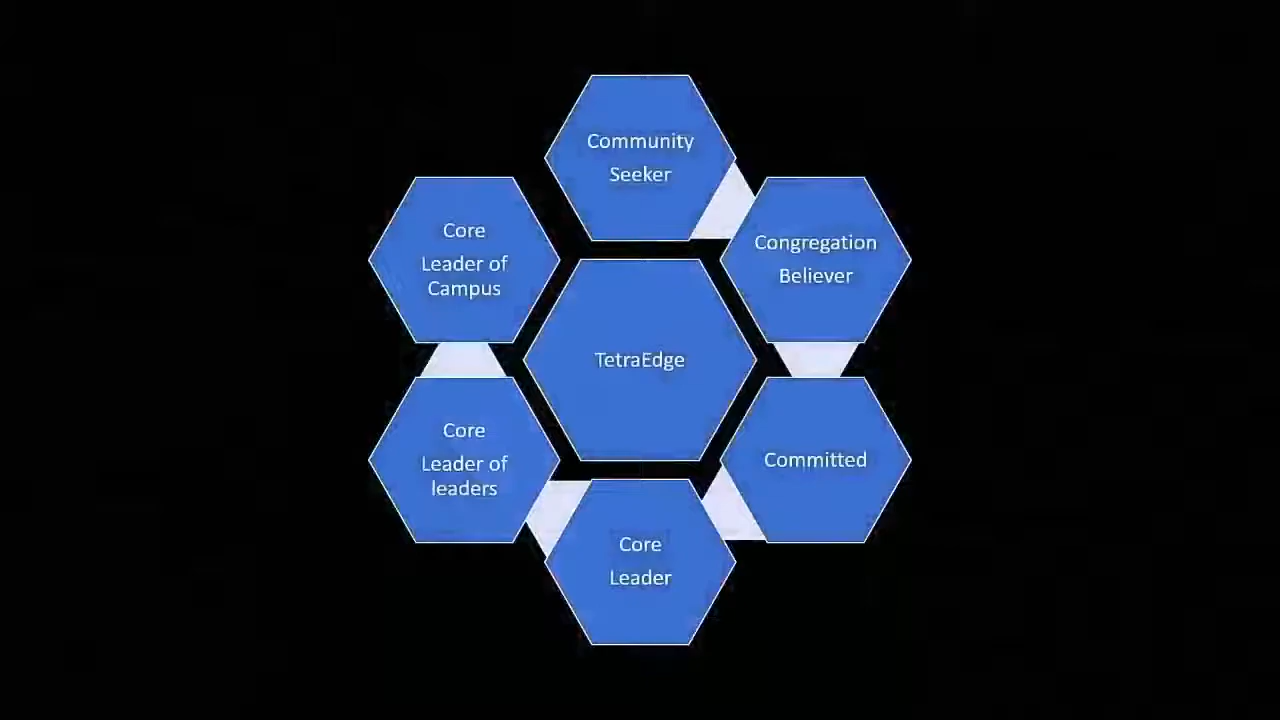 Community
Seeker
Congregation
Believer
Committed
Core
Leader
Core
Leader of
leaders
Core
Leader of
Campus
TetraEdge